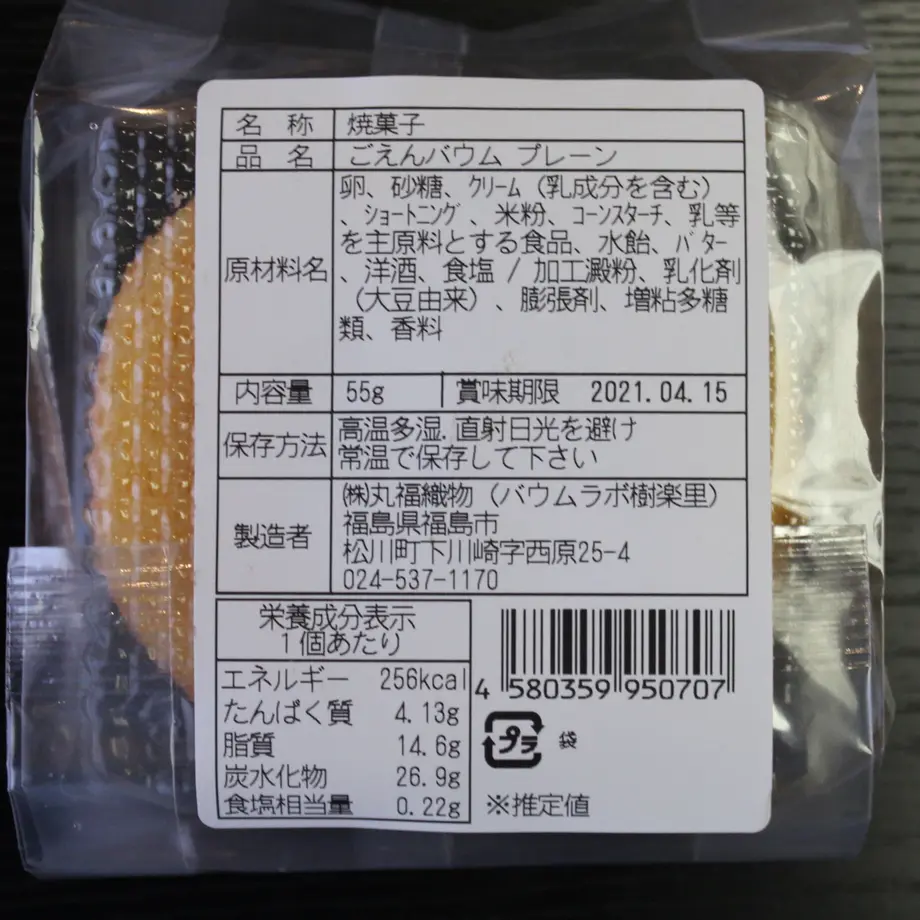 名称 焼菓子
品名 ごえんバウム プレーン
原材料名 卵、砂糖、クリーム（乳成分を含む）
、ショートニング、米粉、コーンスターチ、乳等
を主原料とする食品、水飴、バター
、洋酒、食塩 / 加工澱粉、乳化剤
（大豆由来）、膨張剤、増粘多糖
類、香料
内容量 55g 賞味期限 2021.04.15
保存方法 高温多湿.直射日光を避け
常温で保存して下さい
製造者 ㈱丸福織物（バウムラボ樹楽里）
福島県福島市
松川町下川崎字西原25-4
024-537-1170
栄養成分表示
1個あたり
エネルギー 256kcal
たんぱく質 4.13g
脂質 14.6g
炭水化物 26.9g
食塩相当量 0.22g
4 580359 950707
プラ 袋
※推定値